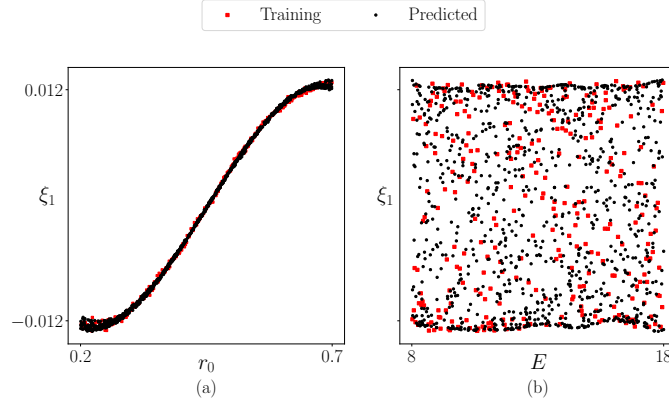 Training Predicted
0.012
ξ₁
−0.012
0.2 0.7
r₀
(a)
ξ₁
8 18
E
(b)